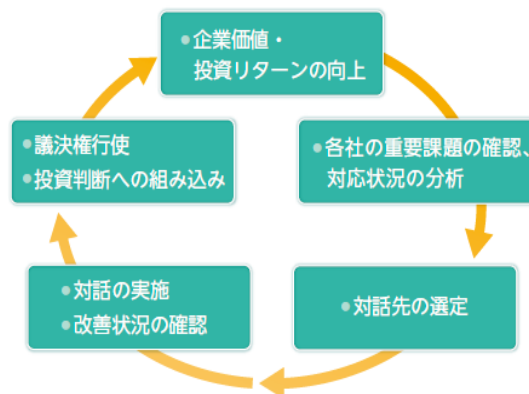 ●企業価値・
投資リターンの向上
●各社の重要課題の確認、
対応状況の分析
●対話先の選定
●対話の実施
●改善状況の確認
●議決権行使
●投資判断への組み込み